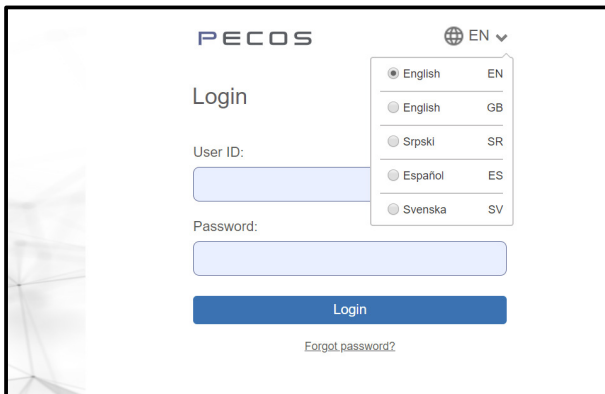 PECOS
EN
English EN
English GB
Srpski SR
Español ES
Svenska SV
Login
User ID:
Password:
Login
Forgot password?